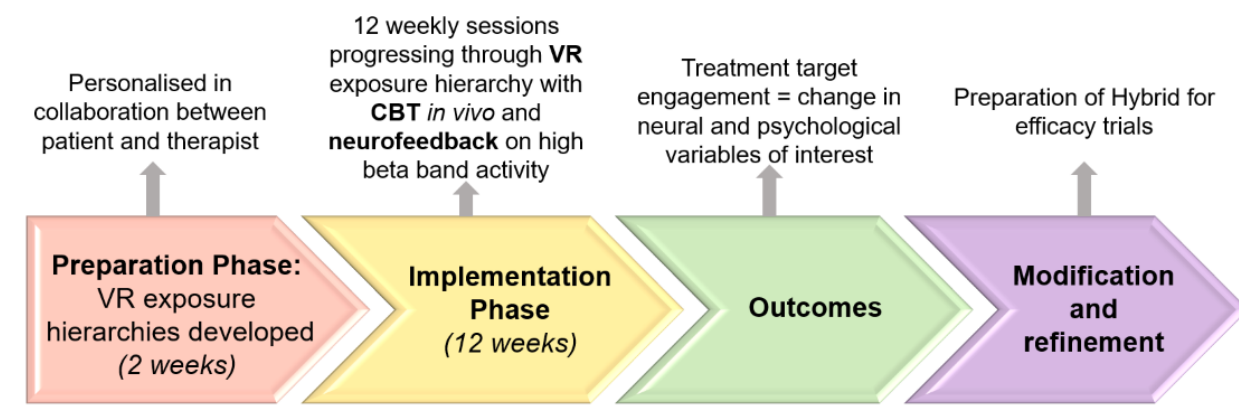 Personalised in
collaboration between
patient and therapist
12 weekly sessions
progressing through VR
exposure hierarchy with
CBT in vivo and
neurofeedback on high
beta band activity
Treatment target
engagement = change in
neural and psychological
variables of interest
Preparation of Hybrid for
efficacy trials
Preparation Phase:
VR exposure
hierarchies developed
(2 weeks)
Implementation
Phase
(12 weeks)
Outcomes
Modification
and
refinement